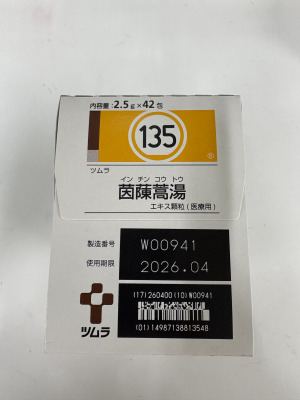 内容量:2.5g×42包
135
®
ツムラ
イン チン コウ トウ
茵蔯蒿湯
エキス顆粒(医療用)
製造番号 W00941
使用期限 2026.04
(17)260400(10)W00941
(01)14987138813548
ツムラ